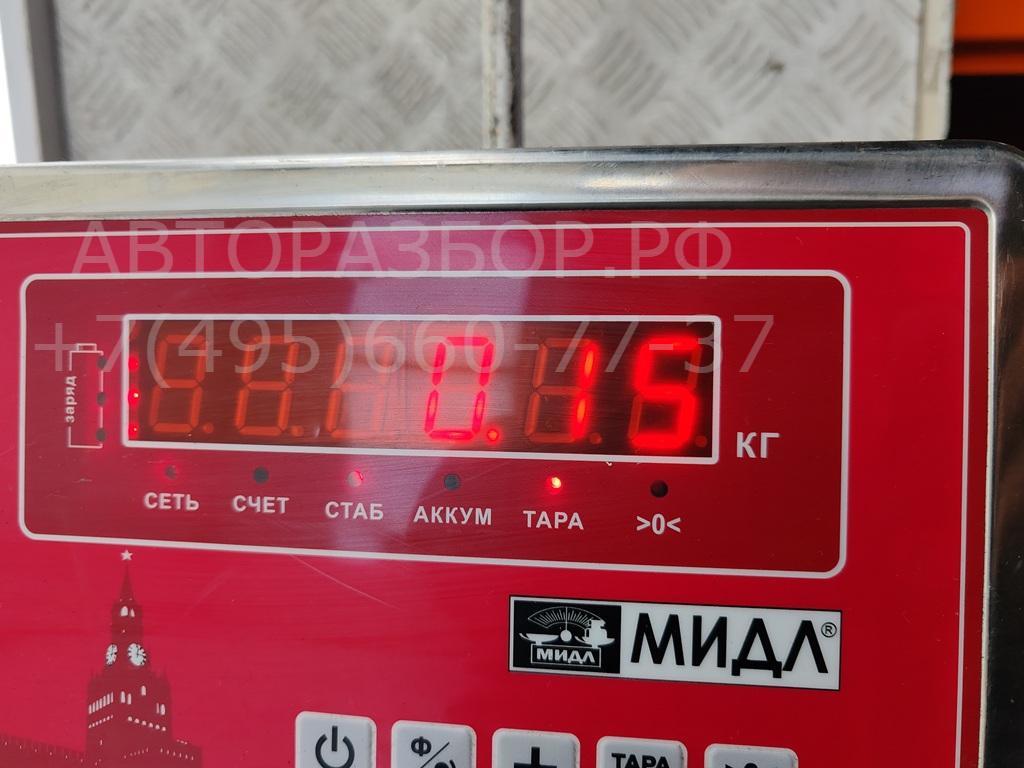 АВТОРАЗБОР.РФ
+7(495)660-77-37
заряд
0.15
КГ
СЕТЬ СЧЕТ СТАБ АККУМ ТАРА >0<
МИДЛ МИДЛ®
Ф/
+ ТАРА